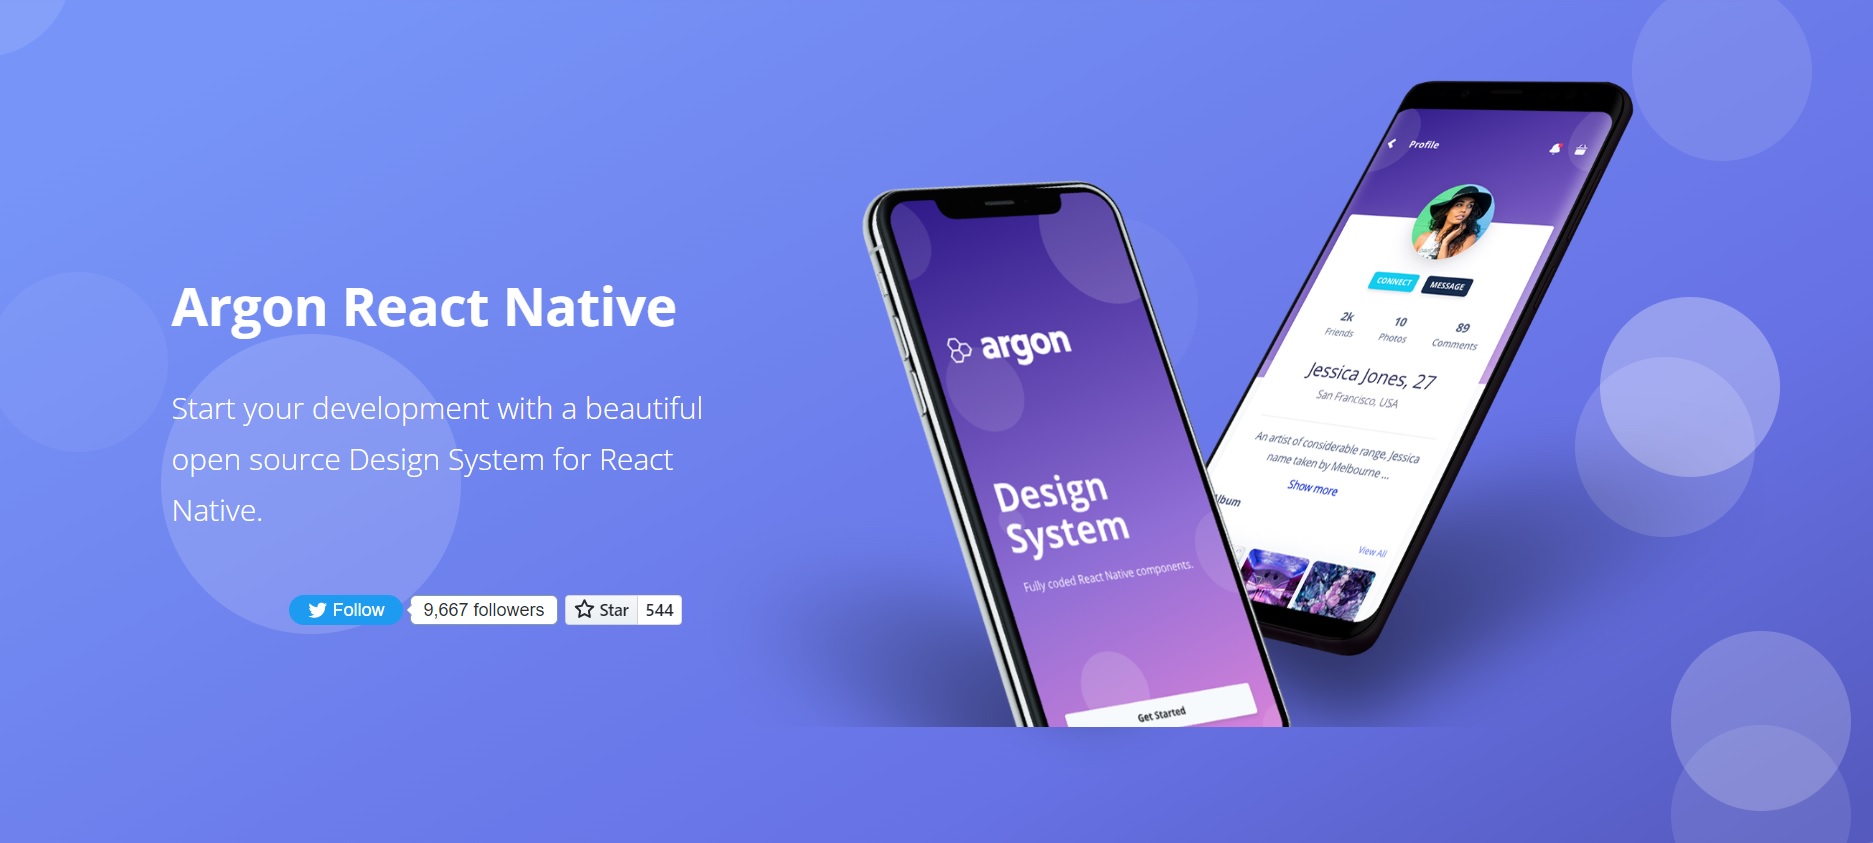 Argon React Native
Start your development with a beautiful
open source Design System for React
Native.
Follow
9,667 followers
Star
544
argon
Design
System
Fully coded React Native components.
Get Started
Profile
CONNECT
MESSAGE
2k
10
89
Friends
Photos
Comments
Jessica Jones, 27
San Francisco, USA
An artist of considerable range, Jessica
name taken by Melbourne ...
Show more
lbum
View All